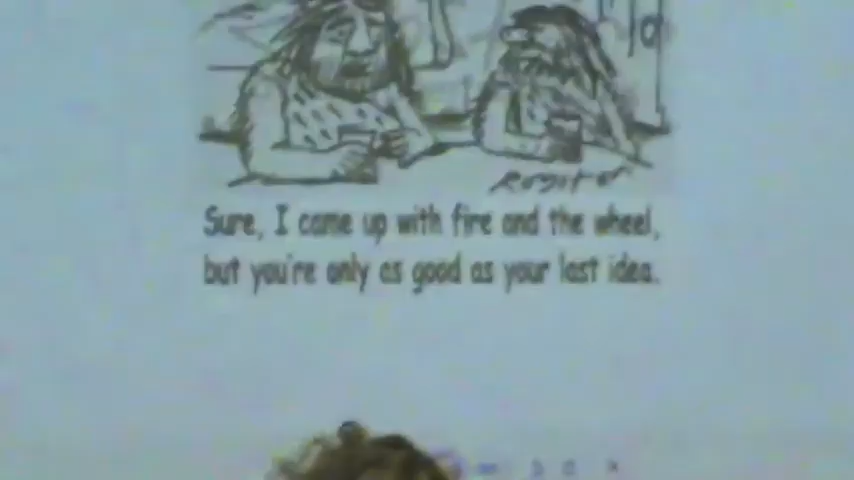 Sure, I came up with fire and the wheel,
but you're only as good as your last idea.